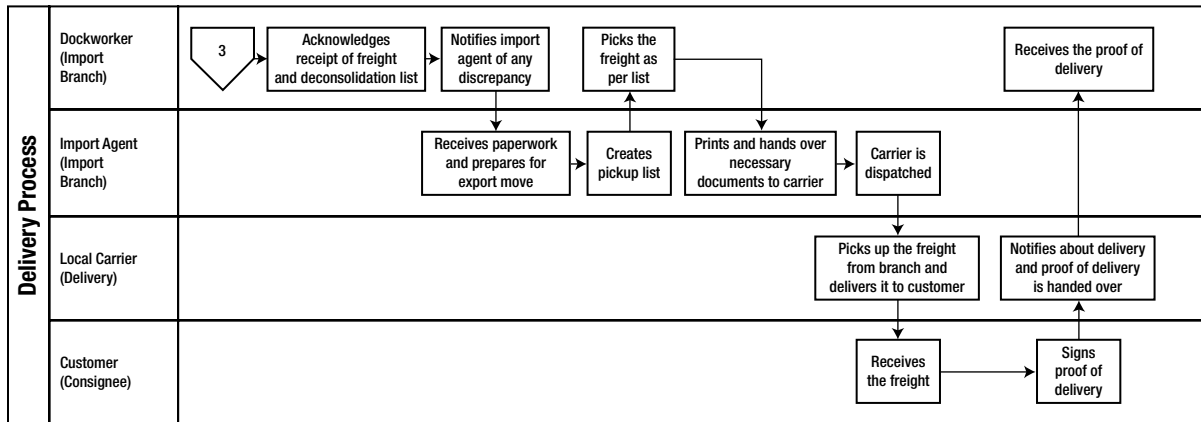 Delivery Process
Dockworker
(Import
Branch)
3
Acknowledges
receipt of freight
and deconsolidation list
Notifies import
agent of any
discrepancy
Picks the
freight as
per list
Receives the proof of
delivery
Import Agent
(Import
Branch)
Receives paperwork
and prepares for
export move
Creates
pickup list
Prints and hands over
necessary
documents to carrier
Carrier is
dispatched
Local Carrier
(Delivery)
Picks up the freight
from branch and
delivers it to customer
Notifies about delivery
and proof of delivery
is handed over
Customer
(Consignee)
Receives
the freight
Signs
proof of
delivery